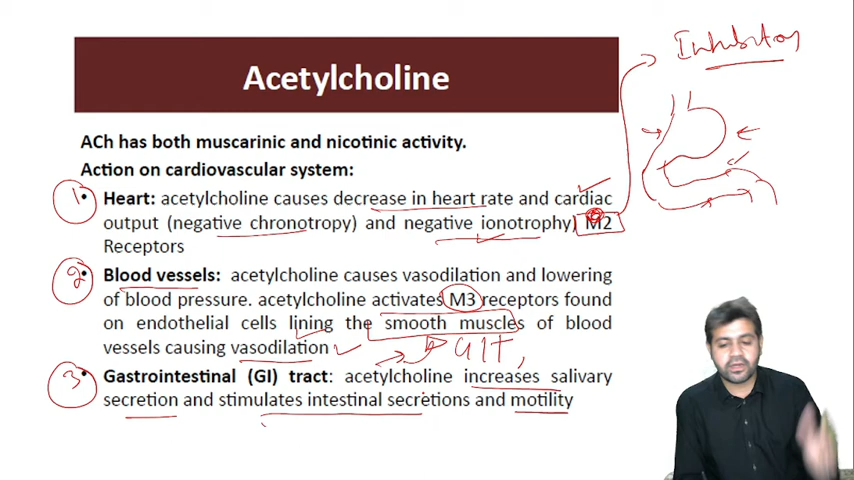 Acetylcholine
Inhibitory
ACh has both muscarinic and nicotinic activity.
Action on cardiovascular system:
1 • Heart: acetylcholine causes decrease in heart rate and cardiac
output (negative chronotropy) and negative ionotrophy) M2
Receptors
2 • Blood vessels: acetylcholine causes vasodilation and lowering
of blood pressure. acetylcholine activates M3 receptors found
on endothelial cells lining the smooth muscles of blood
vessels causing vasodilation
GIT,
3 • Gastrointestinal (GI) tract: acetylcholine increases salivary
secretion and stimulates intestinal secretions and motility